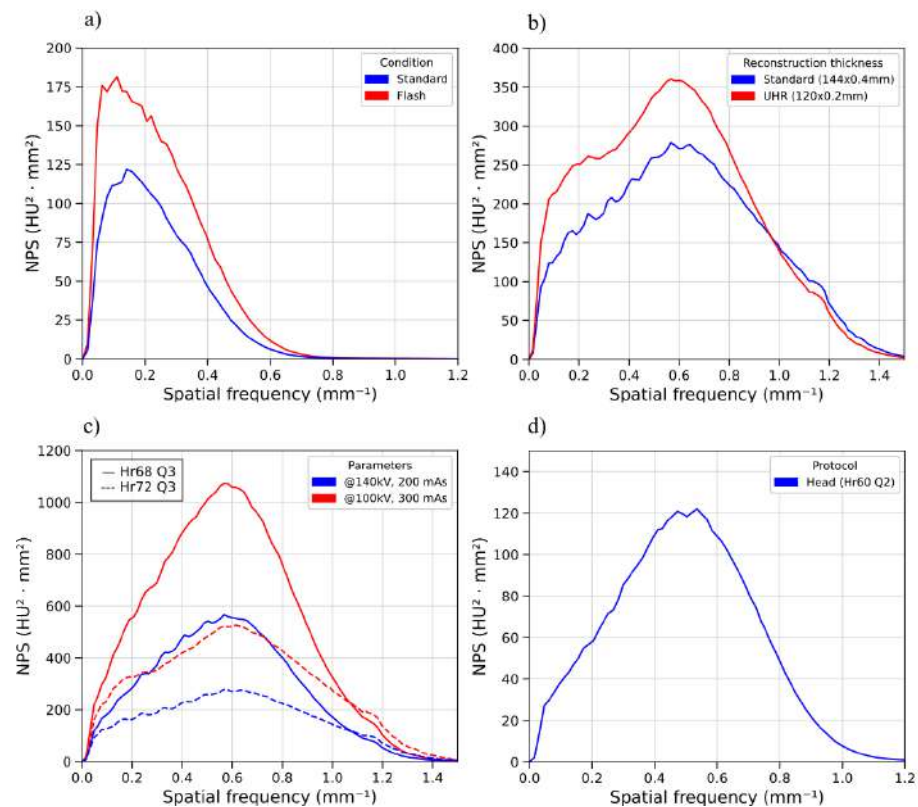 a)
200
175
150
125
100
75
50
25
0
NPS (HU² · mm²)
Condition
Standard
Flash
0.0 0.2 0.4 0.6 0.8 1.0 1.2
Spatial frequency (mm⁻¹)
b)
400
350
300
250
200
150
100
50
0
NPS (HU² · mm²)
Reconstruction thickness
Standard (144x0.4mm)
UHR (120x0.2mm)
0.0 0.2 0.4 0.6 0.8 1.0 1.2 1.4
Spatial frequency (mm⁻¹)
c)
1200
1000
800
600
400
200
0
NPS (HU² · mm²)
Hr68 Q3
Hr72 Q3
Parameters
@140kV, 200 mAs
@100kV, 300 mAs
0.0 0.2 0.4 0.6 0.8 1.0 1.2 1.4
Spatial frequency (mm⁻¹)
d)
140
120
100
80
60
40
20
0
NPS (HU² · mm²)
Protocol
Head (Hr60 Q2)
0.0 0.2 0.4 0.6 0.8 1.0 1.2
Spatial frequency (mm⁻¹)